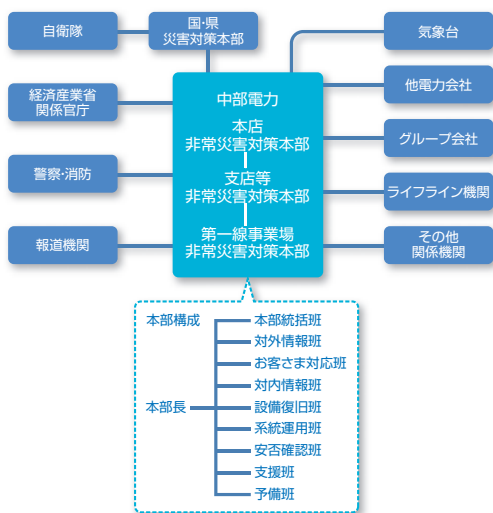 自衛隊
国・県
災害対策本部
気象台
経済産業省
関係官庁
他電力会社
グループ会社
警察・消防
ライフライン機関
報道機関
その他
関係機関
中部電力
本店
非常災害対策本部
支店等
非常災害対策本部
第一線事業場
非常災害対策本部
本部構成
本部長
本部統括班
対外情報班
お客さま対応班
対内情報班
設備復旧班
系統運用班
安否確認班
支援班
予備班